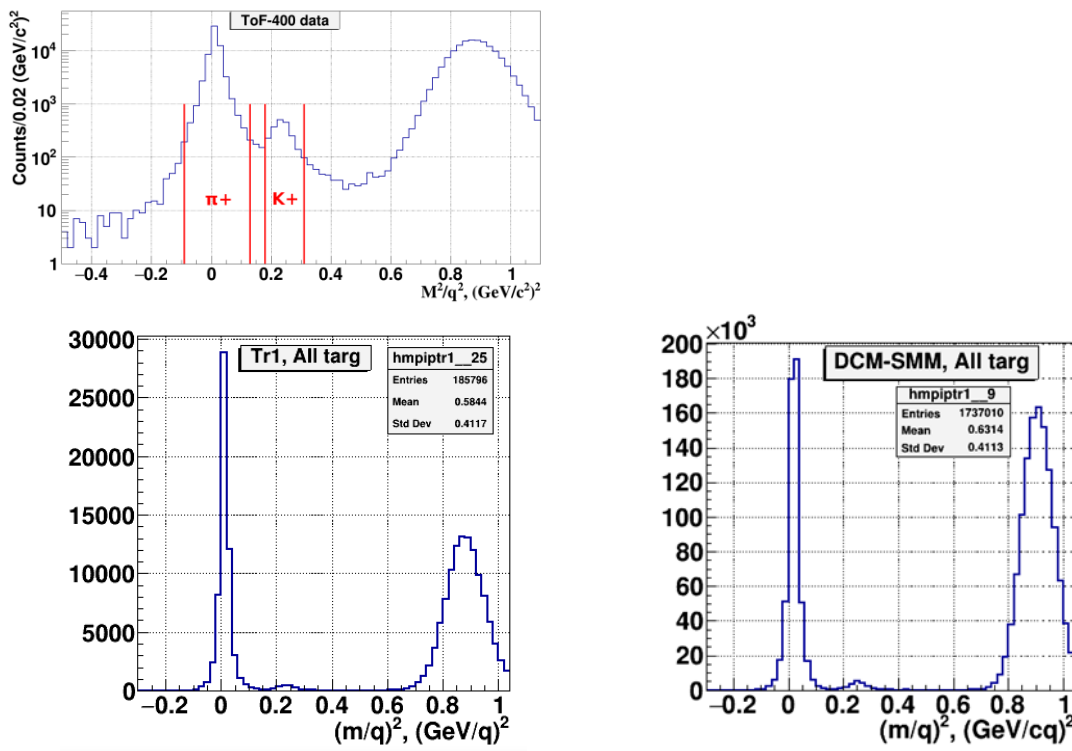 ToF-400 data
Counts/0.02 (GeV/c²)²
10⁴
10³
10²
10
1
π+
K+
−0.4 −0.2 0 0.2 0.4 0.6 0.8 1
M²/q², (GeV/c²)²
Tr1, All targ
hmpiptr1__25
Entries 185796
Mean 0.5844
Std Dev 0.4117
30000
25000
20000
15000
10000
5000
0
−0.2 0 0.2 0.4 0.6 0.8 1
(m/q)², (GeV/q)²
×10³
DCM-SMM, All targ
hmpiptr1__9
Entries 1737010
Mean 0.6314
Std Dev 0.4113
200
180
160
140
120
100
80
60
40
20
0
−0.2 0 0.2 0.4 0.6 0.8 1
(m/q)², (GeV/cq)²